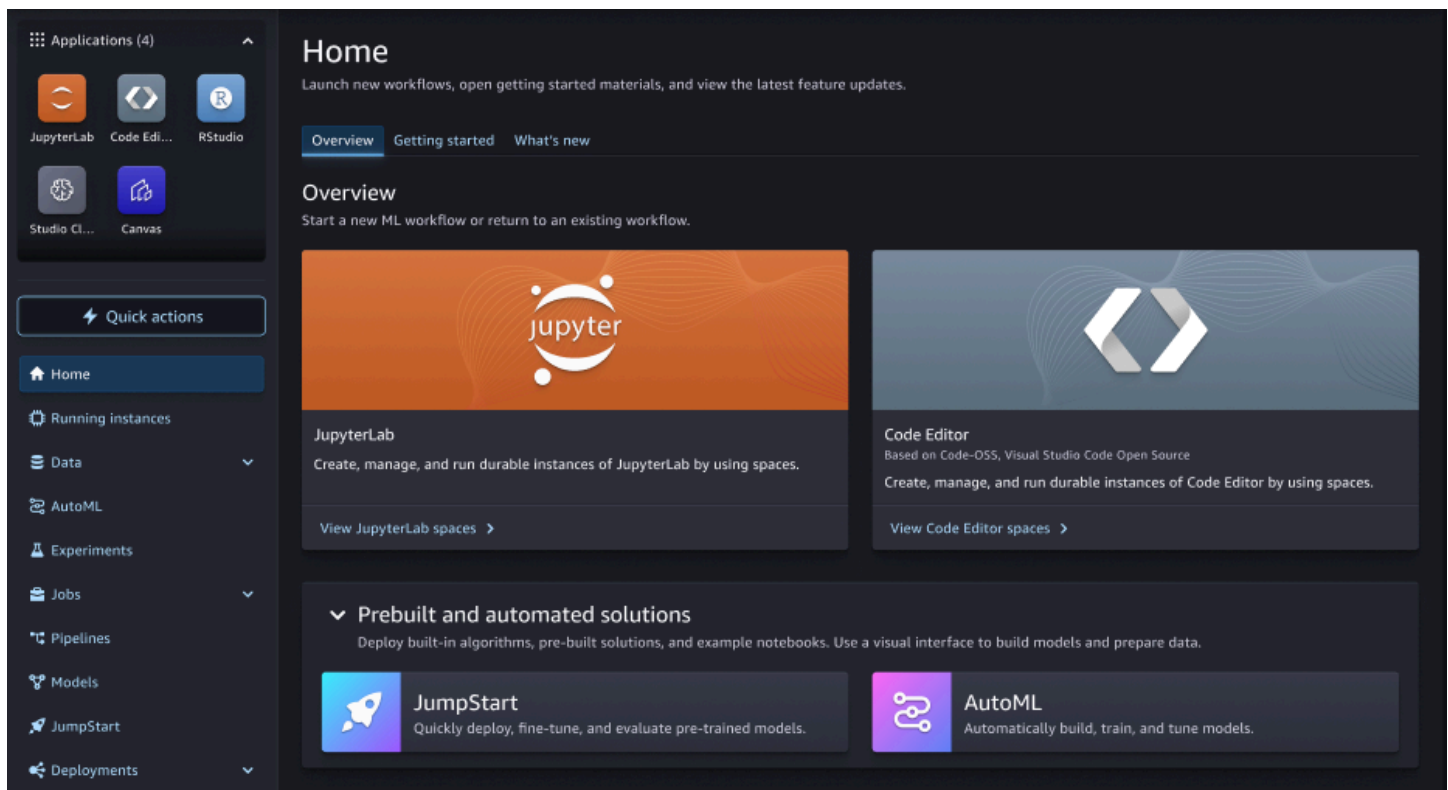 Applications (4)
JupyterLab
Code Edi...
RStudio
Studio Cl...
Canvas
Quick actions
Home
Running instances
Data
AutoML
Experiments
Jobs
Pipelines
Models
JumpStart
Deployments
Home
Launch new workflows, open getting started materials, and view the latest feature updates.
Overview
Getting started
What's new
Overview
Start a new ML workflow or return to an existing workflow.
jupyter
JupyterLab
Create, manage, and run durable instances of JupyterLab by using spaces.
View JupyterLab spaces
Code Editor
Based on Code-OSS, Visual Studio Code Open Source
Create, manage, and run durable instances of Code Editor by using spaces.
View Code Editor spaces
Prebuilt and automated solutions
Deploy built-in algorithms, pre-built solutions, and example notebooks. Use a visual interface to build models and prepare data.
JumpStart
Quickly deploy, fine-tune, and evaluate pre-trained models.
AutoML
Automatically build, train, and tune models.